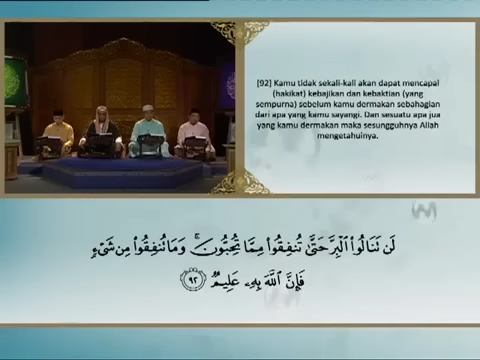 [92] Kamu tidak sekali-kali akan dapat mencapai
(hakikat) kebajikan dan kebaktian (yang
sempurna) sebelum kamu dermakan sebahagian
dari apa yang kamu sayangi. Dan sesuatu apa jua
yang kamu dermakan maka sesungguhnya Allah
mengetahuinya.
لَن تَنَالُوا۟ ٱلْبِرَّ حَتَّىٰ تُنفِقُوا۟ مِمَّا تُحِبُّونَ ۚ وَمَا تُنفِقُوا۟ مِن شَىْءٍ
فَإِنَّ ٱللَّهَ بِهِۦ عَلِيمٌ ۝٩٢